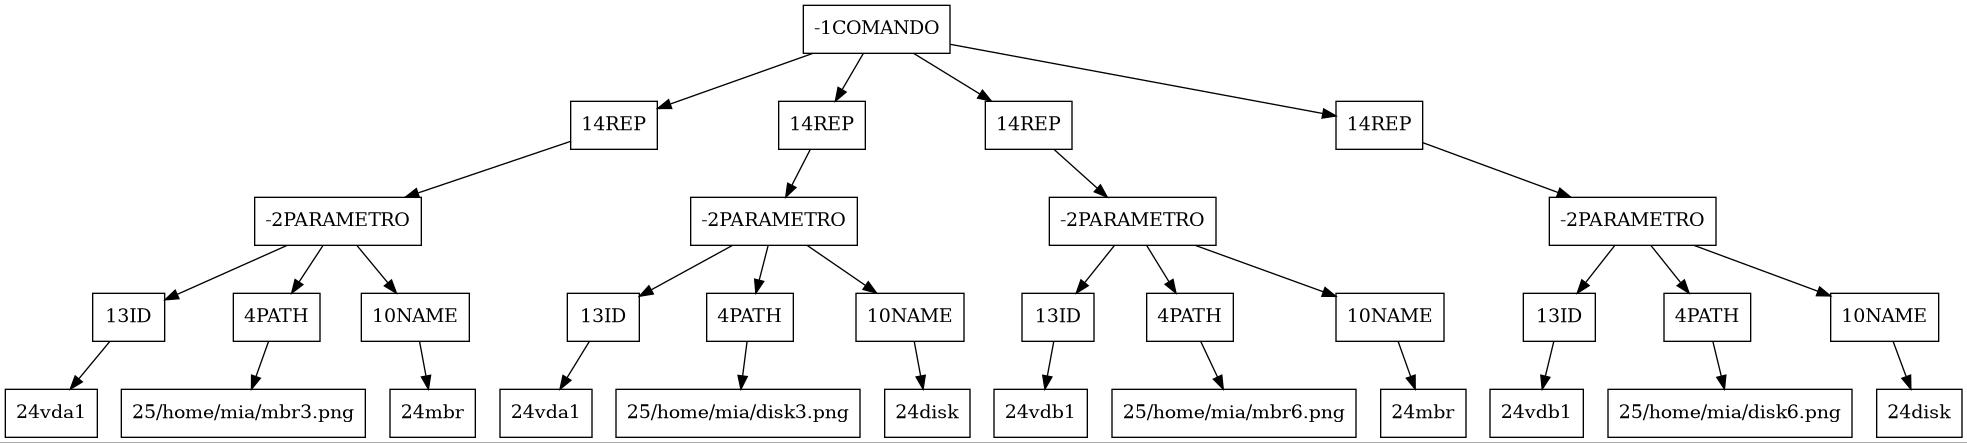 -1COMANDO
14REP
14REP
14REP
14REP
-2PARAMETRO
-2PARAMETRO
-2PARAMETRO
-2PARAMETRO
13ID
4PATH
10NAME
13ID
4PATH
10NAME
13ID
4PATH
10NAME
13ID
4PATH
10NAME
24vda1
25/home/mia/mbr3.png
24mbr
24vda1
25/home/mia/disk3.png
24disk
24vdb1
25/home/mia/mbr6.png
24mbr
24vdb1
25/home/mia/disk6.png
24disk